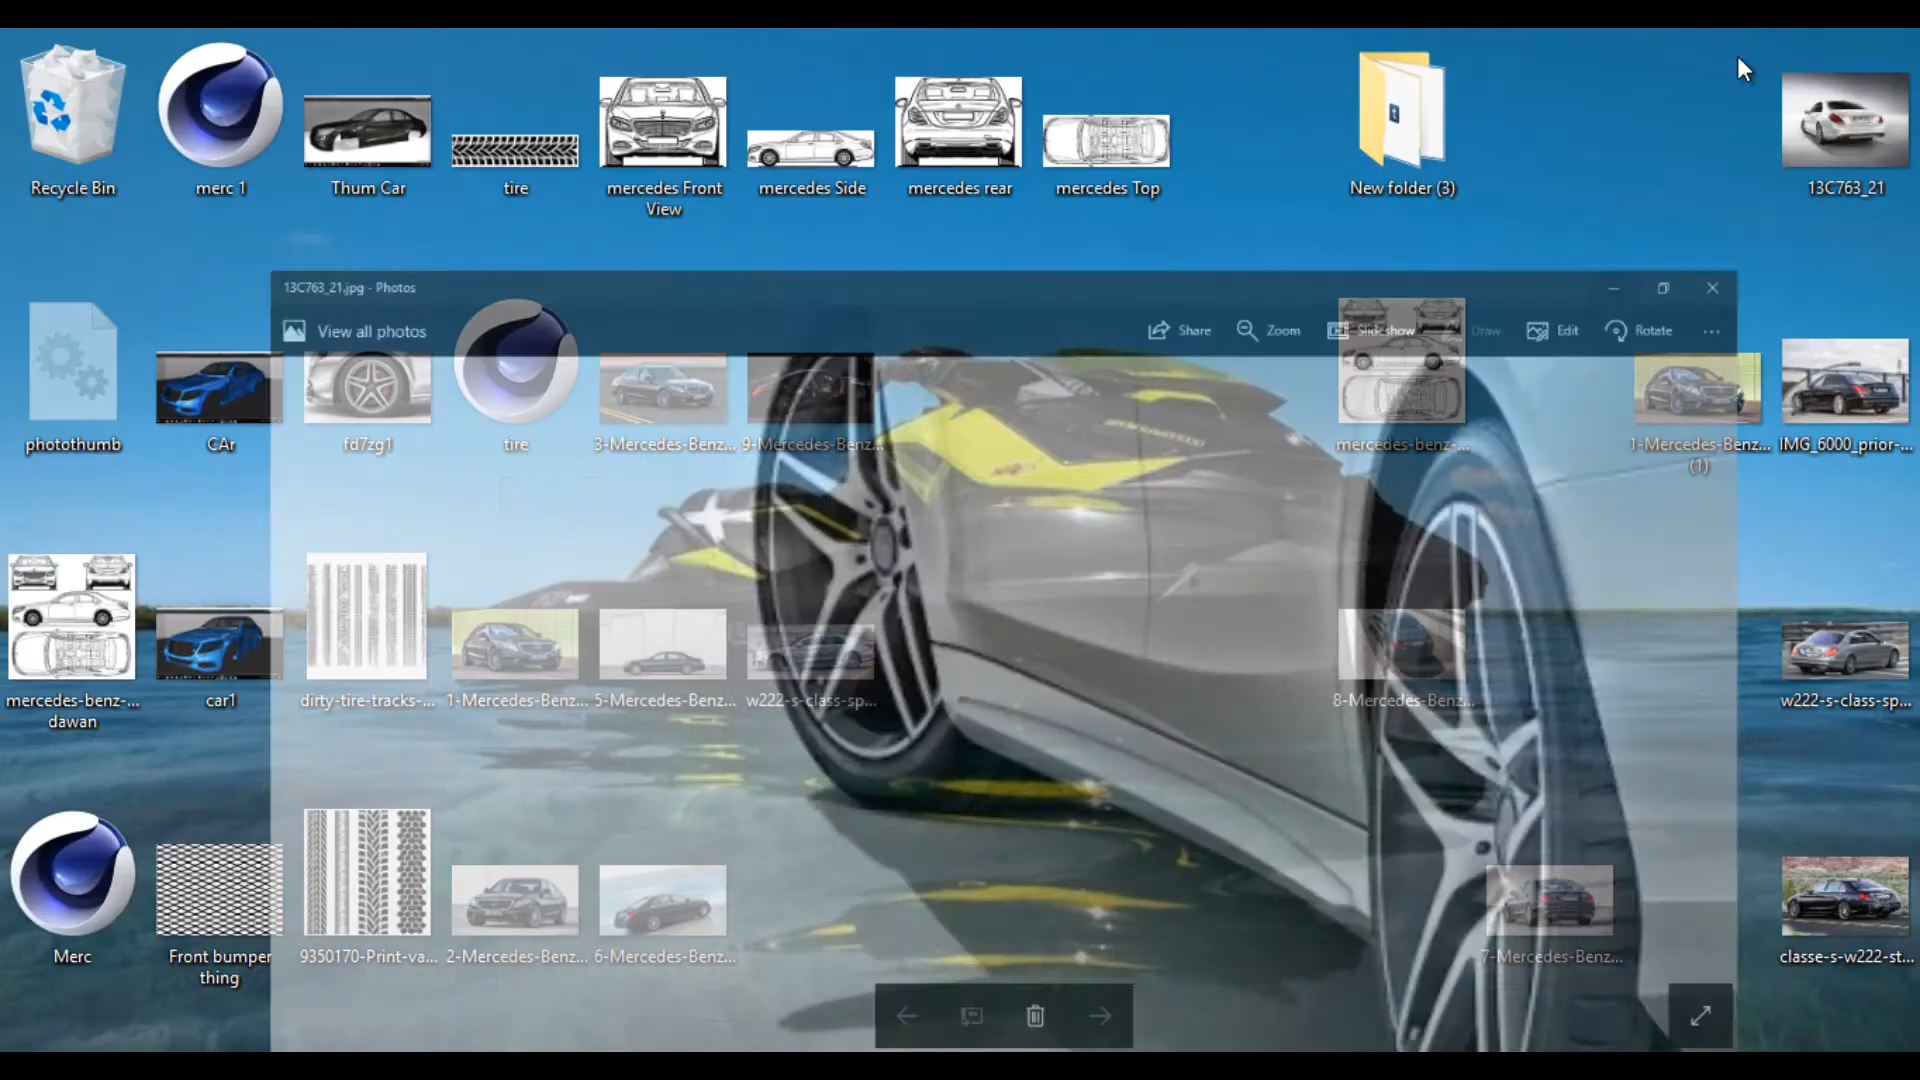 Recycle Bin
merc 1
Thum Car
tire
mercedes Front
View
mercedes Side
mercedes rear
mercedes Top
New folder (3)
13C763_21
13C763_21.jpg - Photos
View all photos
Share
Zoom
Slideshow
Draw
Edit
Rotate
photothumb
CAr
fd7zg1
tire
3-Mercedes-Benz...
9-Mercedes-Benz...
mercedes-benz-...
1-Mercedes-Benz...
(1)
IMG_6000_prior-...
mercedes-benz-...
dawan
car1
dirty-tire-tracks-...
1-Mercedes-Benz...
5-Mercedes-Benz...
w222-s-class-sp...
8-Mercedes-Benz...
w222-s-class-sp...
Merc
Front bumper
thing
9350170-Print-va...
2-Mercedes-Benz...
6-Mercedes-Benz...
7-Mercedes-Benz...
classe-s-w222-st...